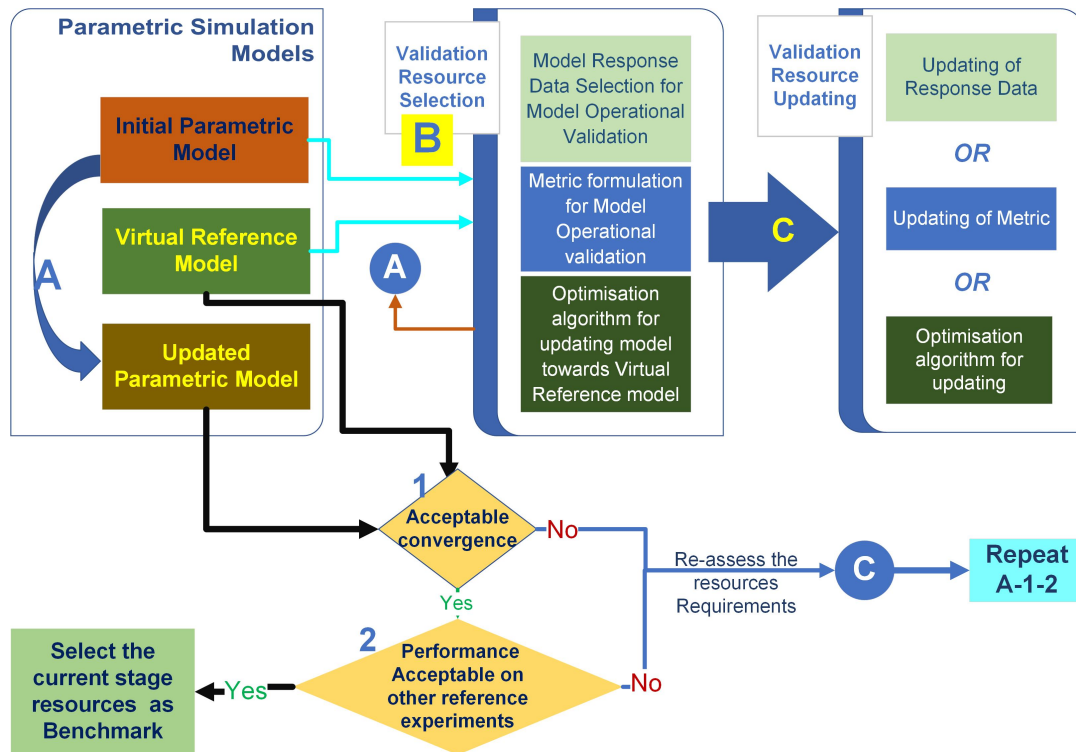 Parametric Simulation
Models
Initial Parametric
Model
Virtual Reference
Model
A
Updated
Parametric Model
Validation
Resource
Selection
B
A
Model Response
Data Selection for
Model Operational
Validation
Metric formulation
for Model
Operational
validation
Optimisation
algorithm for
updating model
towards Virtual
Reference model
C
Validation
Resource
Updating
Updating of
Response Data
OR
Updating of Metric
OR
Optimisation
algorithm for
updating
1
Acceptable
convergence
No
Yes
Re-assess the
resources
Requirements
C
Repeat
A-1-2
2
Performance
Acceptable on
other reference
experiments
No
Yes
Select the
current stage
resources as
Benchmark